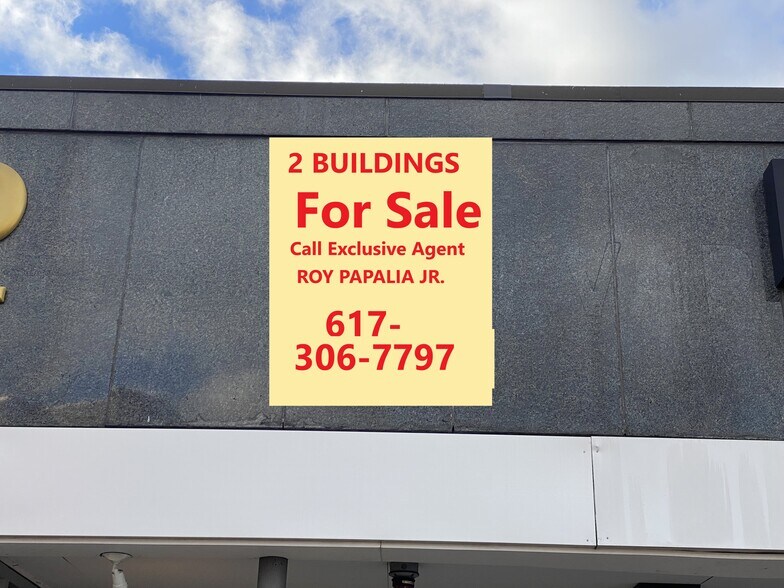 2 BUILDINGS
For Sale
Call Exclusive Agent
ROY PAPALIA JR.
617-
306-7797